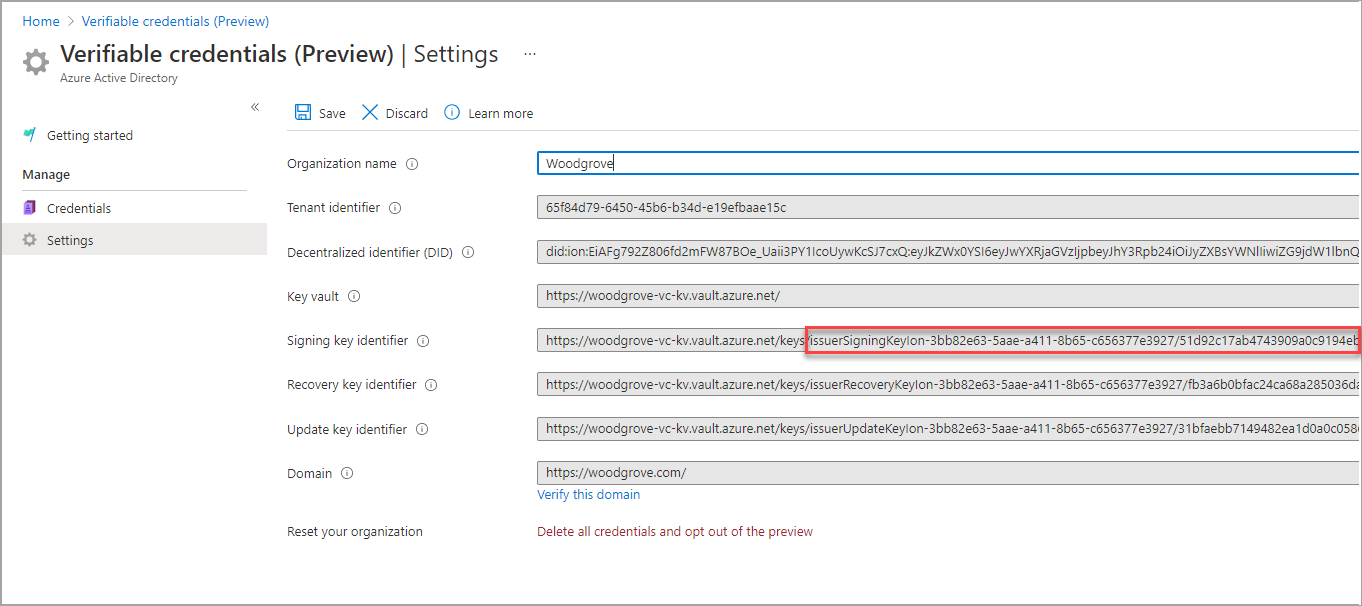 Home > Verifiable credentials (Preview)
Verifiable credentials (Preview) | Settings ...
Azure Active Directory
«
Save Discard Learn more
Getting started
Manage
Credentials
Settings
Organization name Woodgrove
Tenant identifier 65f84d79-6450-45b6-b34d-e19efbaae15c
Decentralized identifier (DID) did:ion:EiAFg792Z806fd2mFW87BOe_Uaii3PY1IcoUywKcSJ7cxQ:eyJkZWx0YSI6eyJwYXRjaGVzIjpbeyJhY3Rpb24iOiJyZXBsYWNlIiwiZG9jdW1lbnQ
Key vault https://woodgrove-vc-kv.vault.azure.net/
Signing key identifier https://woodgrove-vc-kv.vault.azure.net/keys/issuerSigningKeyIon-3bb82e63-5aae-a411-8b65-c656377e3927/51d92c17ab4743909a0c9194eb
Recovery key identifier https://woodgrove-vc-kv.vault.azure.net/keys/issuerRecoveryKeyIon-3bb82e63-5aae-a411-8b65-c656377e3927/fb3a6b0bfac24ca68a285036da
Update key identifier https://woodgrove-vc-kv.vault.azure.net/keys/issuerUpdateKeyIon-3bb82e63-5aae-a411-8b65-c656377e3927/31bfaebb7149482ea1d0a0c058
Domain https://woodgrove.com/
Verify this domain
Reset your organization Delete all credentials and opt out of the preview